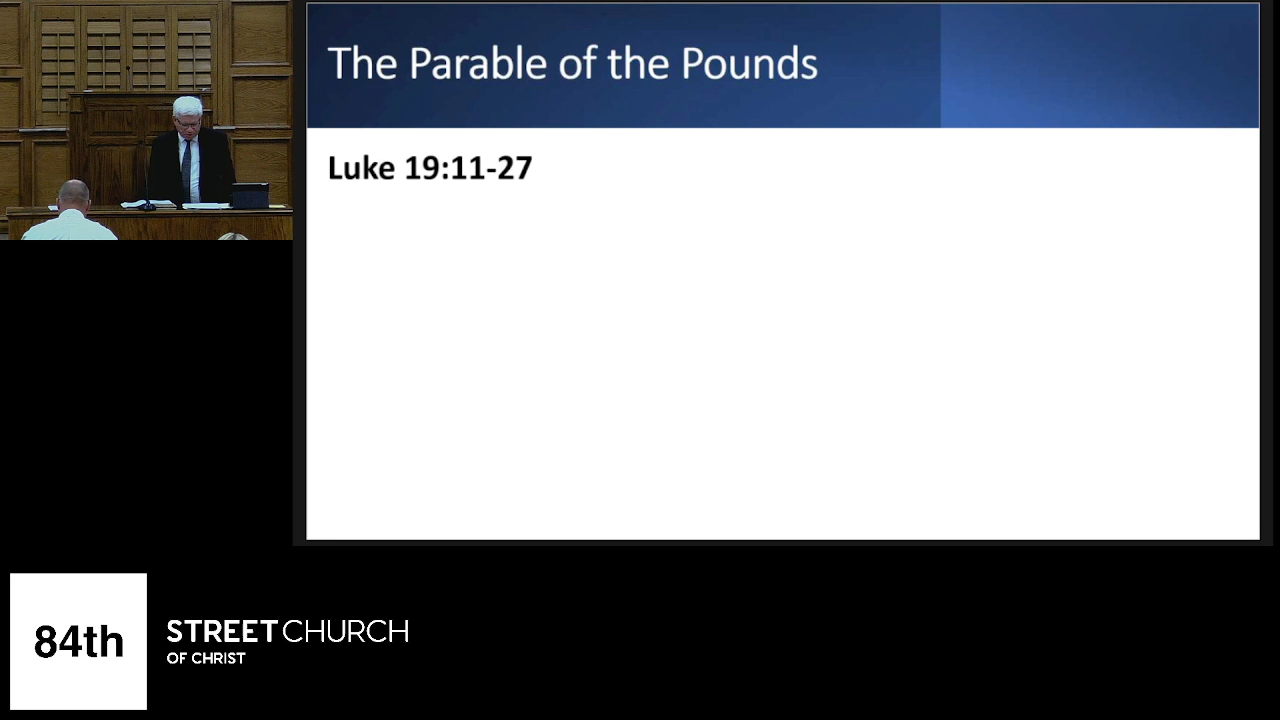 The Parable of the Pounds
Luke 19:11-27
84th
STREET CHURCH
OF CHRIST